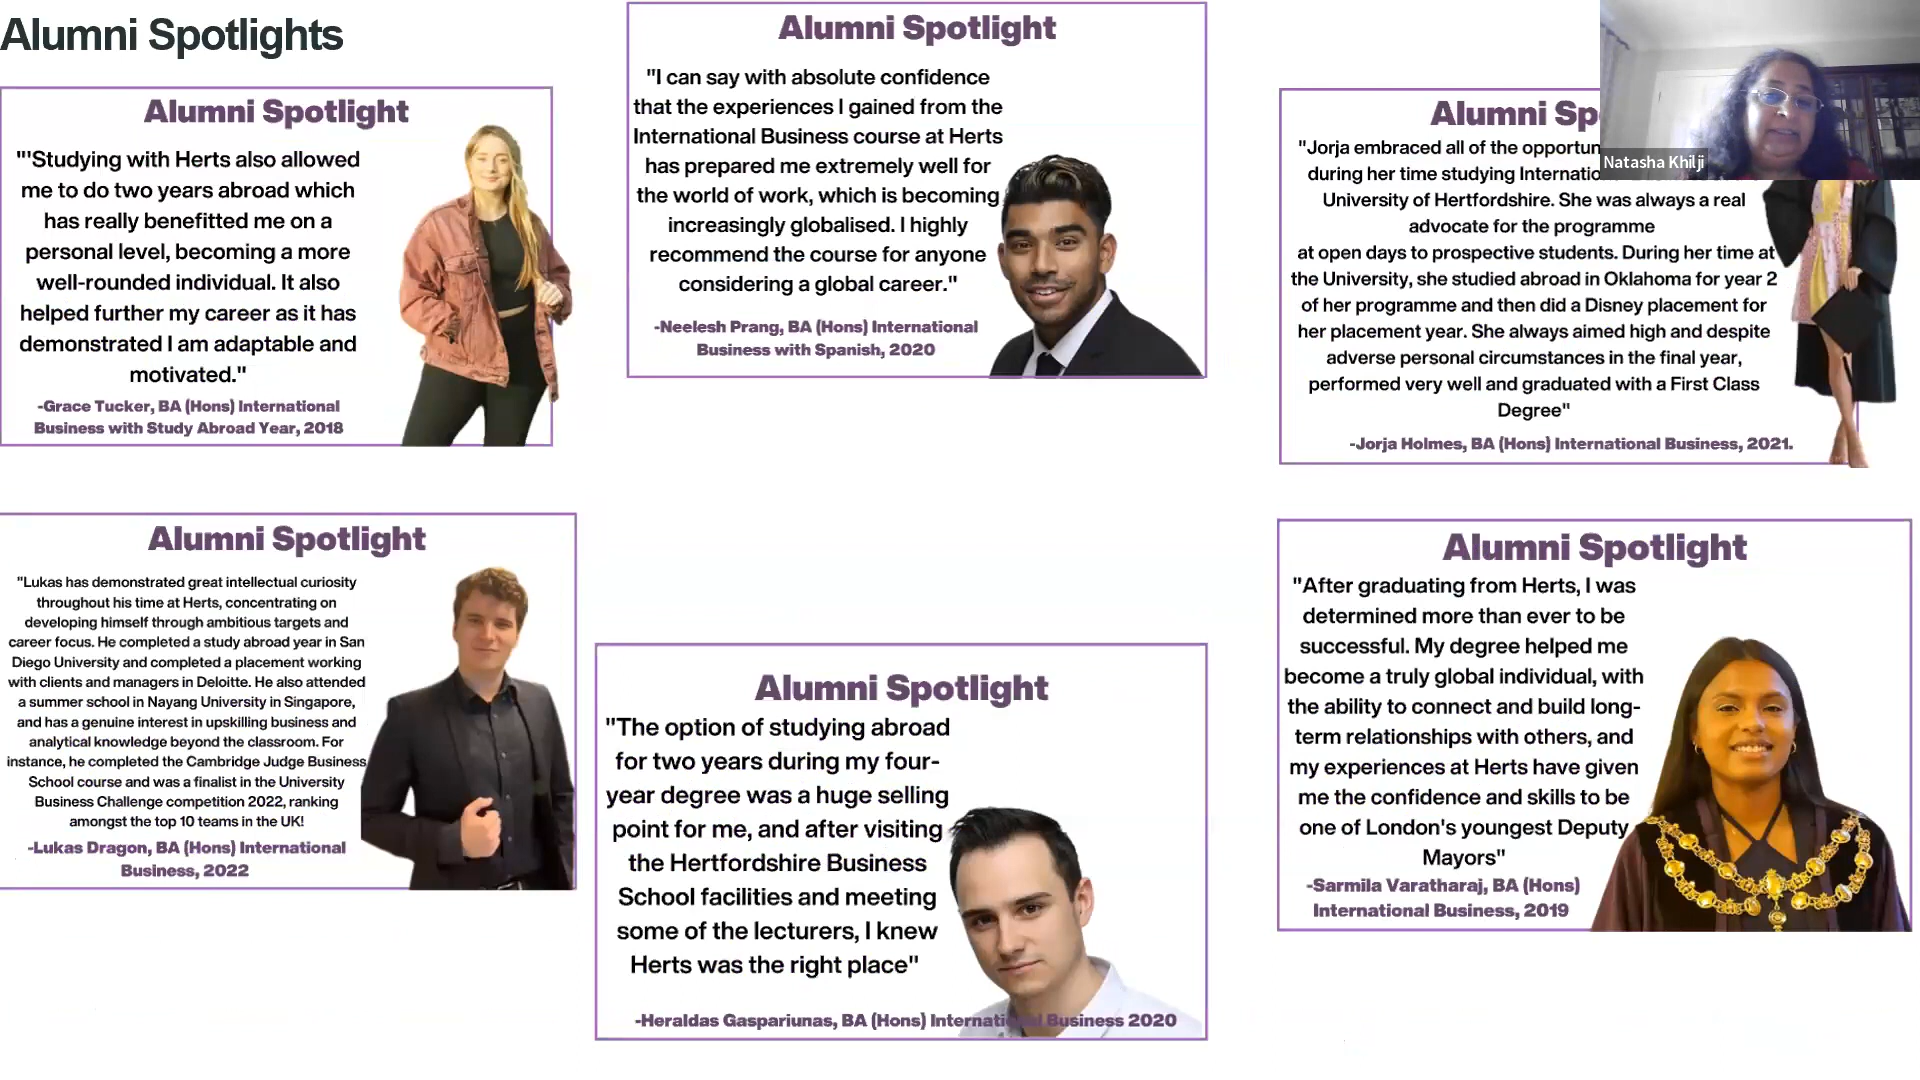 Alumni Spotlights
Alumni Spotlight
"'Studying with Herts also allowed
me to do two years abroad which
has really benefitted me on a
personal level, becoming a more
well-rounded individual. It also
helped further my career as it has
demonstrated I am adaptable and
motivated."
-Grace Tucker, BA (Hons) International
Business with Study Abroad Year, 2018
Alumni Spotlight
"I can say with absolute confidence
that the experiences I gained from the
International Business course at Herts
has prepared me extremely well for
the world of work, which is becoming
increasingly globalised. I highly
recommend the course for anyone
considering a global career."
-Neelesh Prang, BA (Hons) International
Business with Spanish, 2020
Alumni
"Jorja embraced all of the
during her time studying
University of Hertfordshire. She was always a real
advocate for the programme
at open days to prospective students. During her time at
the University, she studied abroad in Oklahoma for year 2
of her programme and then did a Disney placement for
her placement year. She always aimed high and despite
adverse personal circumstances in the final year,
performed very well and graduated with a First Class
Degree"
-Jorja Holmes, BA (Hons) International Business, 2021.
Natasha Khilji
Alumni Spotlight
"Lukas has demonstrated great intellectual curiosity
throughout his time at Herts, concentrating on
developing himself through ambitious targets and
career focus. He completed a study abroad year in San
Diego University and completed a placement working
with clients and managers in Deloitte. He also attended
a summer school in Nayang University in Singapore,
and has a genuine interest in upskilling business and
analytical knowledge beyond the classroom. For
instance, he completed the Cambridge Judge Business
School course and was a finalist in the University
Business Challenge competition 2022, ranking
amongst the top 10 teams in the UK!
-Lukas Dragon, BA (Hons) International
Business, 2022
Alumni Spotlight
"The option of studying abroad
for two years during my four-
year degree was a huge selling
point for me, and after visiting
the Hertfordshire Business
School facilities and meeting
some of the lecturers, I knew
Herts was the right place"
-Heraldas Gaspariunas, BA (Hons) International Business 2020
Alumni Spotlight
"After graduating from Herts, I was
determined more than ever to be
successful. My degree helped me
become a truly global individual, with
the ability to connect and build long-
term relationships with others, and
my experiences at Herts have given
me the confidence and skills to be
one of London's youngest Deputy
Mayors"
-Sarmila Varatharaj, BA (Hons)
International Business, 2019